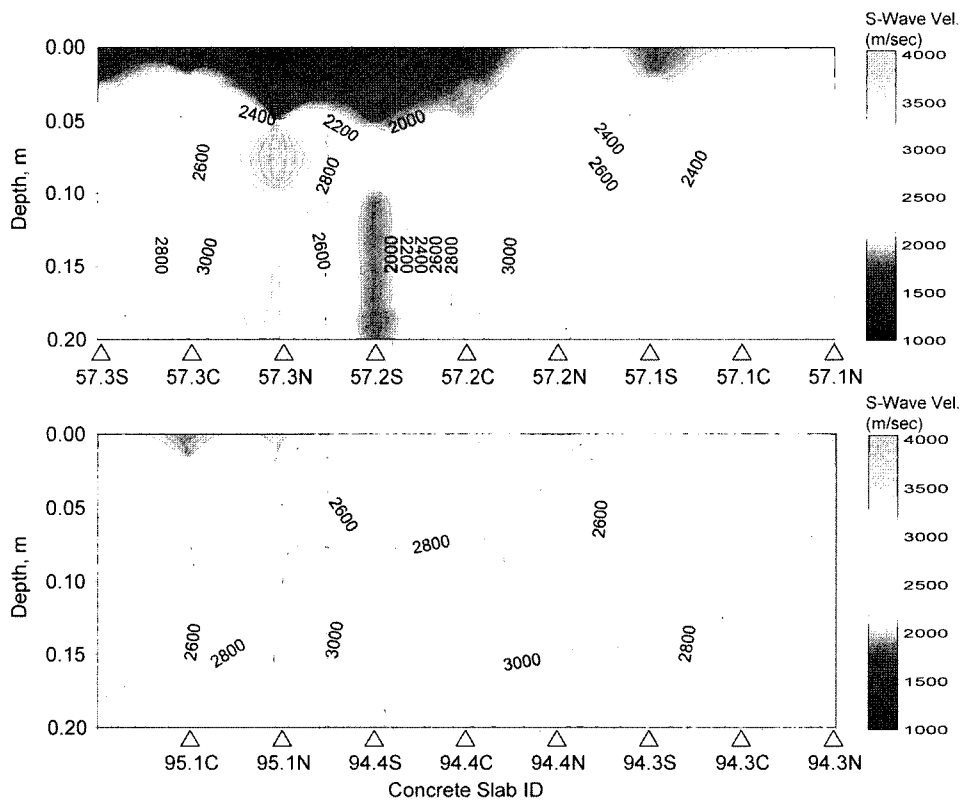 S-Wave Vel.
(m/sec)
0.00
0.05
0.10
0.15
0.20
Depth, m
2400
2200
2000
2600
2800
2400
2600
2400
2800
3000
2600
2000
2200
2400
2600
2800
3000
4000
3500
3000
2500
2000
1500
1000
57.3S
57.3C
57.3N
57.2S
57.2C
57.2N
57.1S
57.1C
57.1N
S-Wave Vel.
(m/sec)
0.00
0.05
0.10
0.15
0.20
Depth, m
2600
2800
2600
2600
2800
3000
3000
2800
4000
3500
3000
2500
2000
1500
1000
95.1C
95.1N
94.4S
94.4C
94.4N
94.3S
94.3C
94.3N
Concrete Slab ID